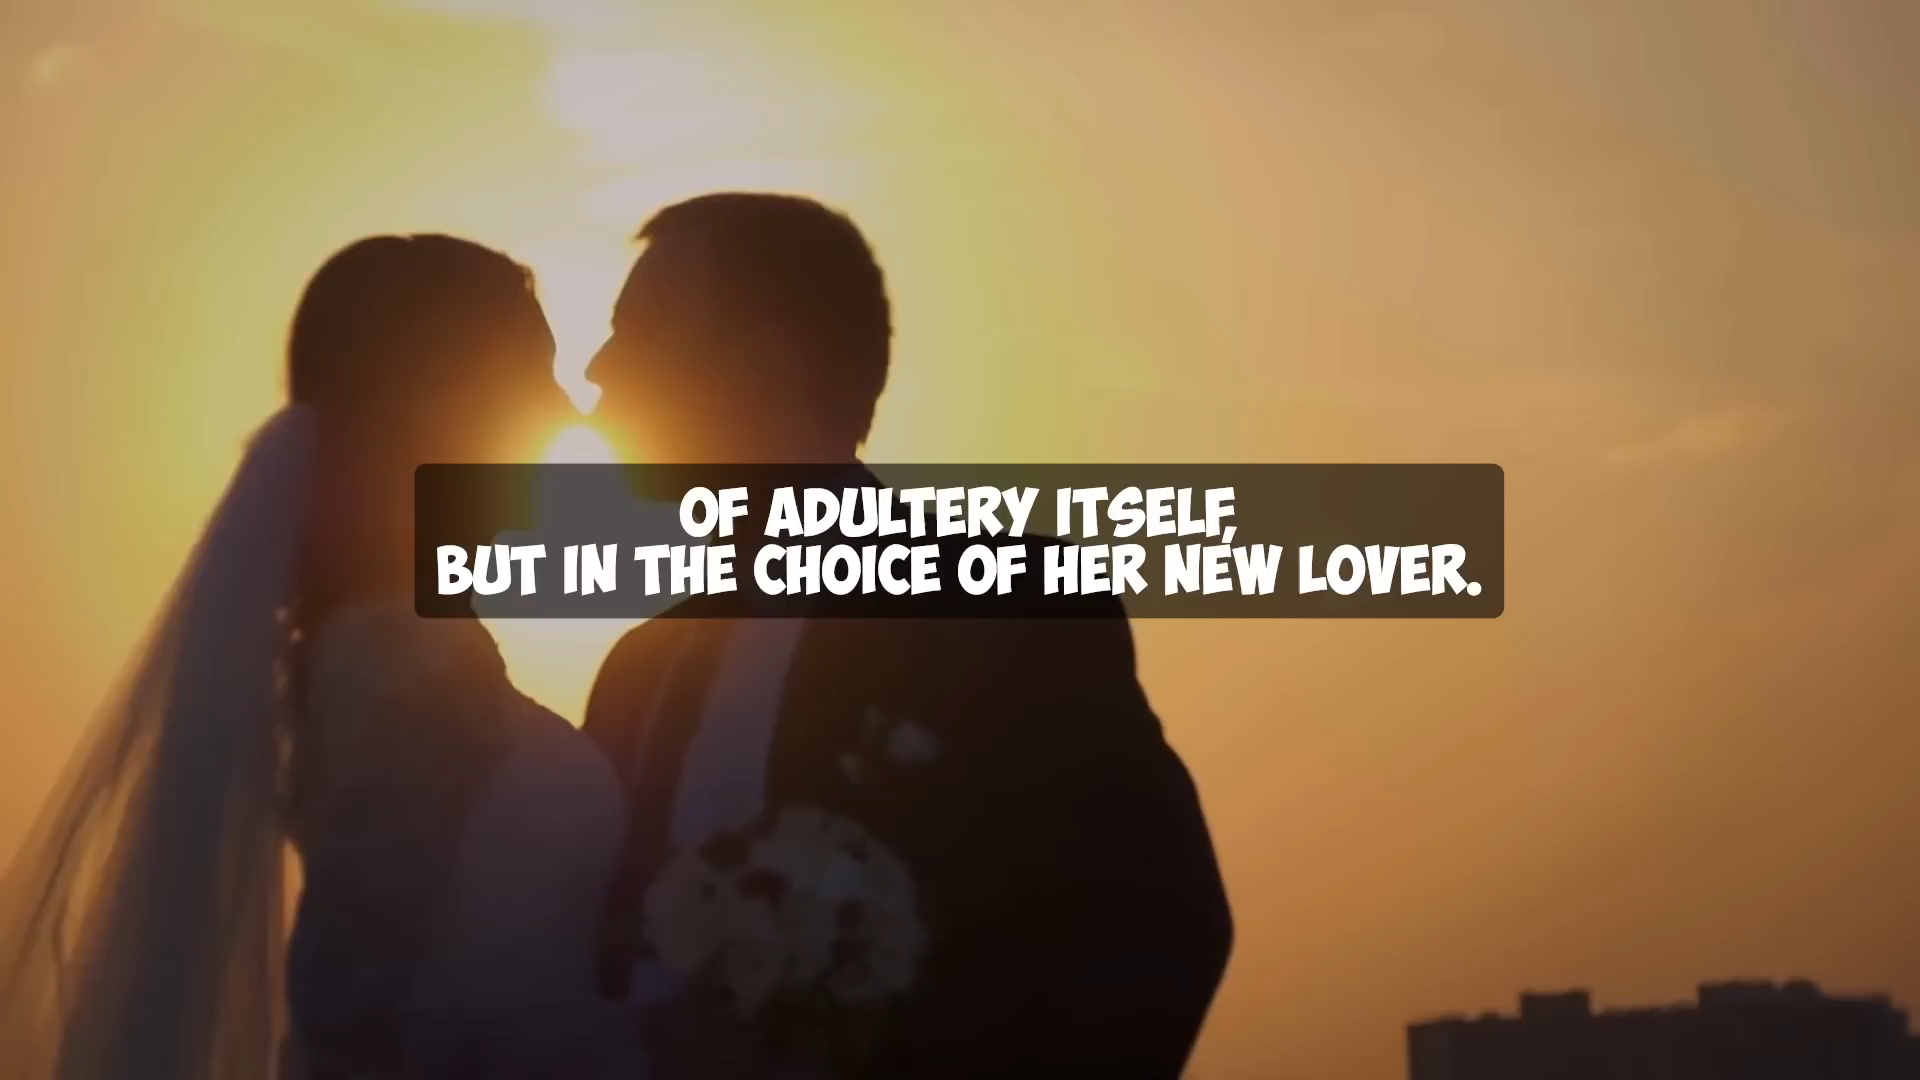 OF ADULTERY ITSELF,
BUT IN THE CHOICE OF HER NEW LOVER.